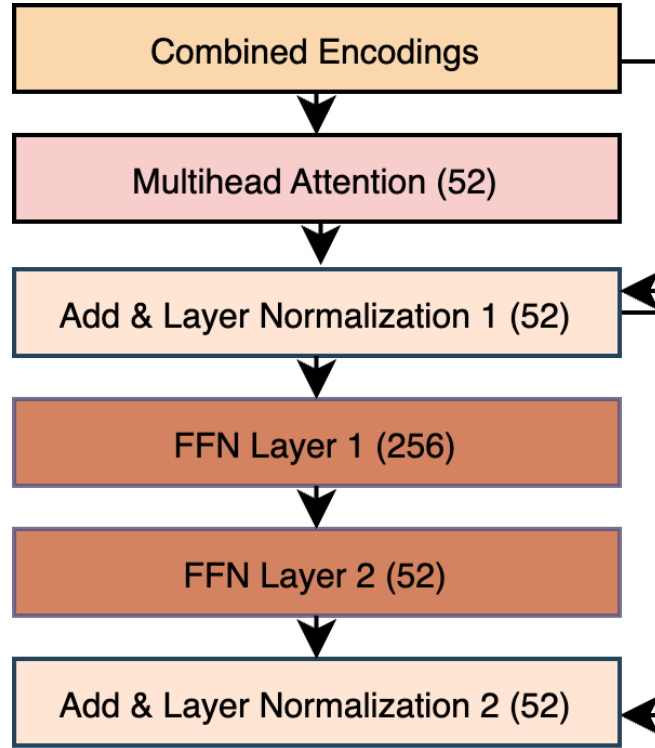 Combined Encodings
Multihead Attention (52)
Add & Layer Normalization 1 (52)
FFN Layer 1 (256)
FFN Layer 2 (52)
Add & Layer Normalization 2 (52)